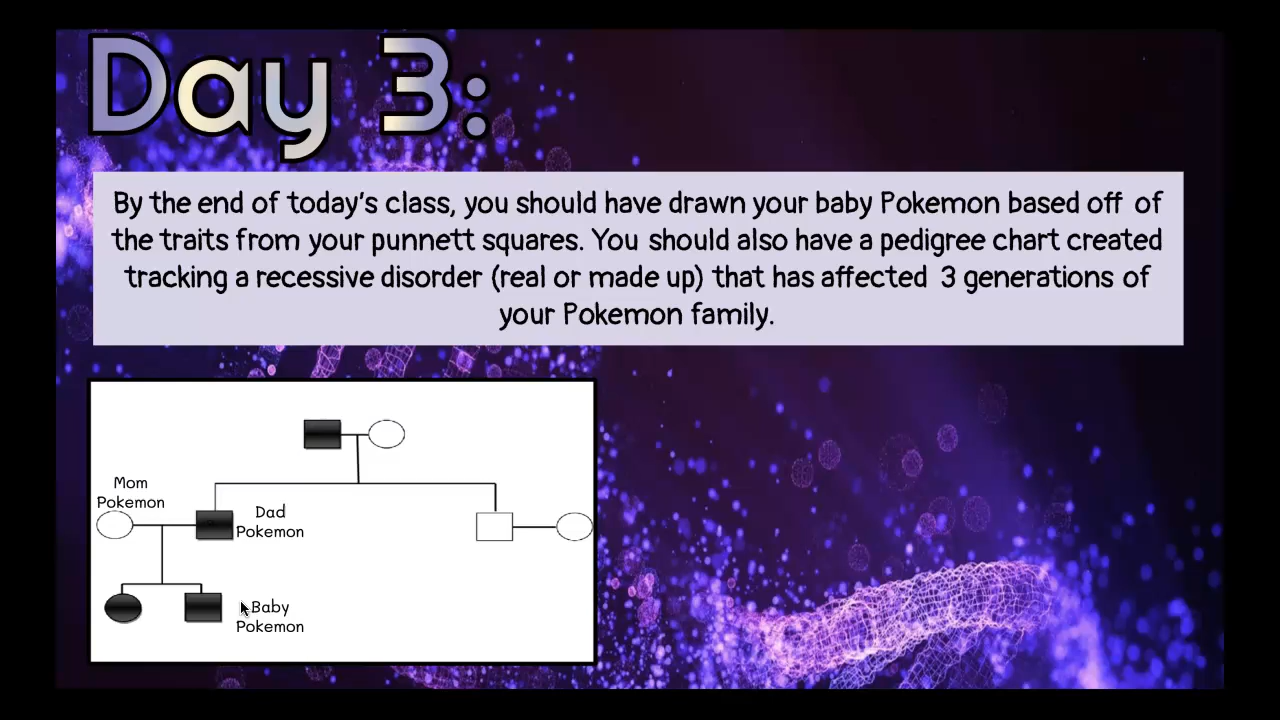 Day 3:
By the end of today's class, you should have drawn your baby Pokemon based off of
the traits from your punnett squares. You should also have a pedigree chart created
tracking a recessive disorder (real or made up) that has affected 3 generations of
your Pokemon family.
Mom
Pokemon
Dad
Pokemon
Baby
Pokemon